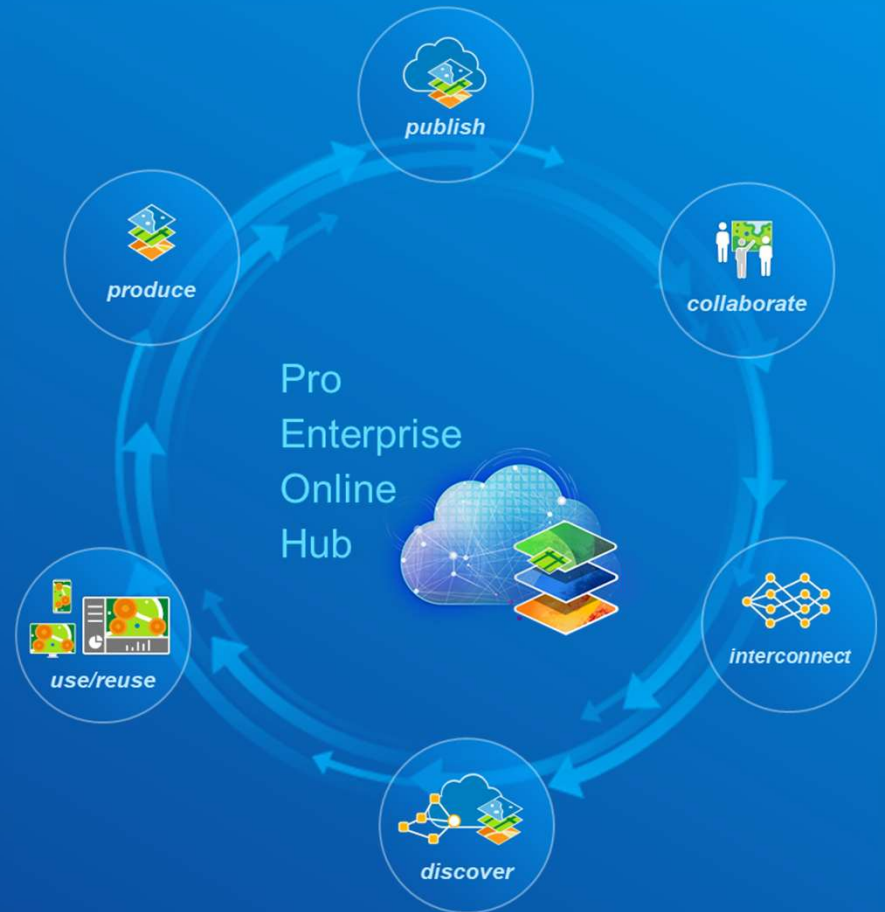 publish
produce
collaborate
Pro
Enterprise
Online
Hub
use/reuse
interconnect
discover